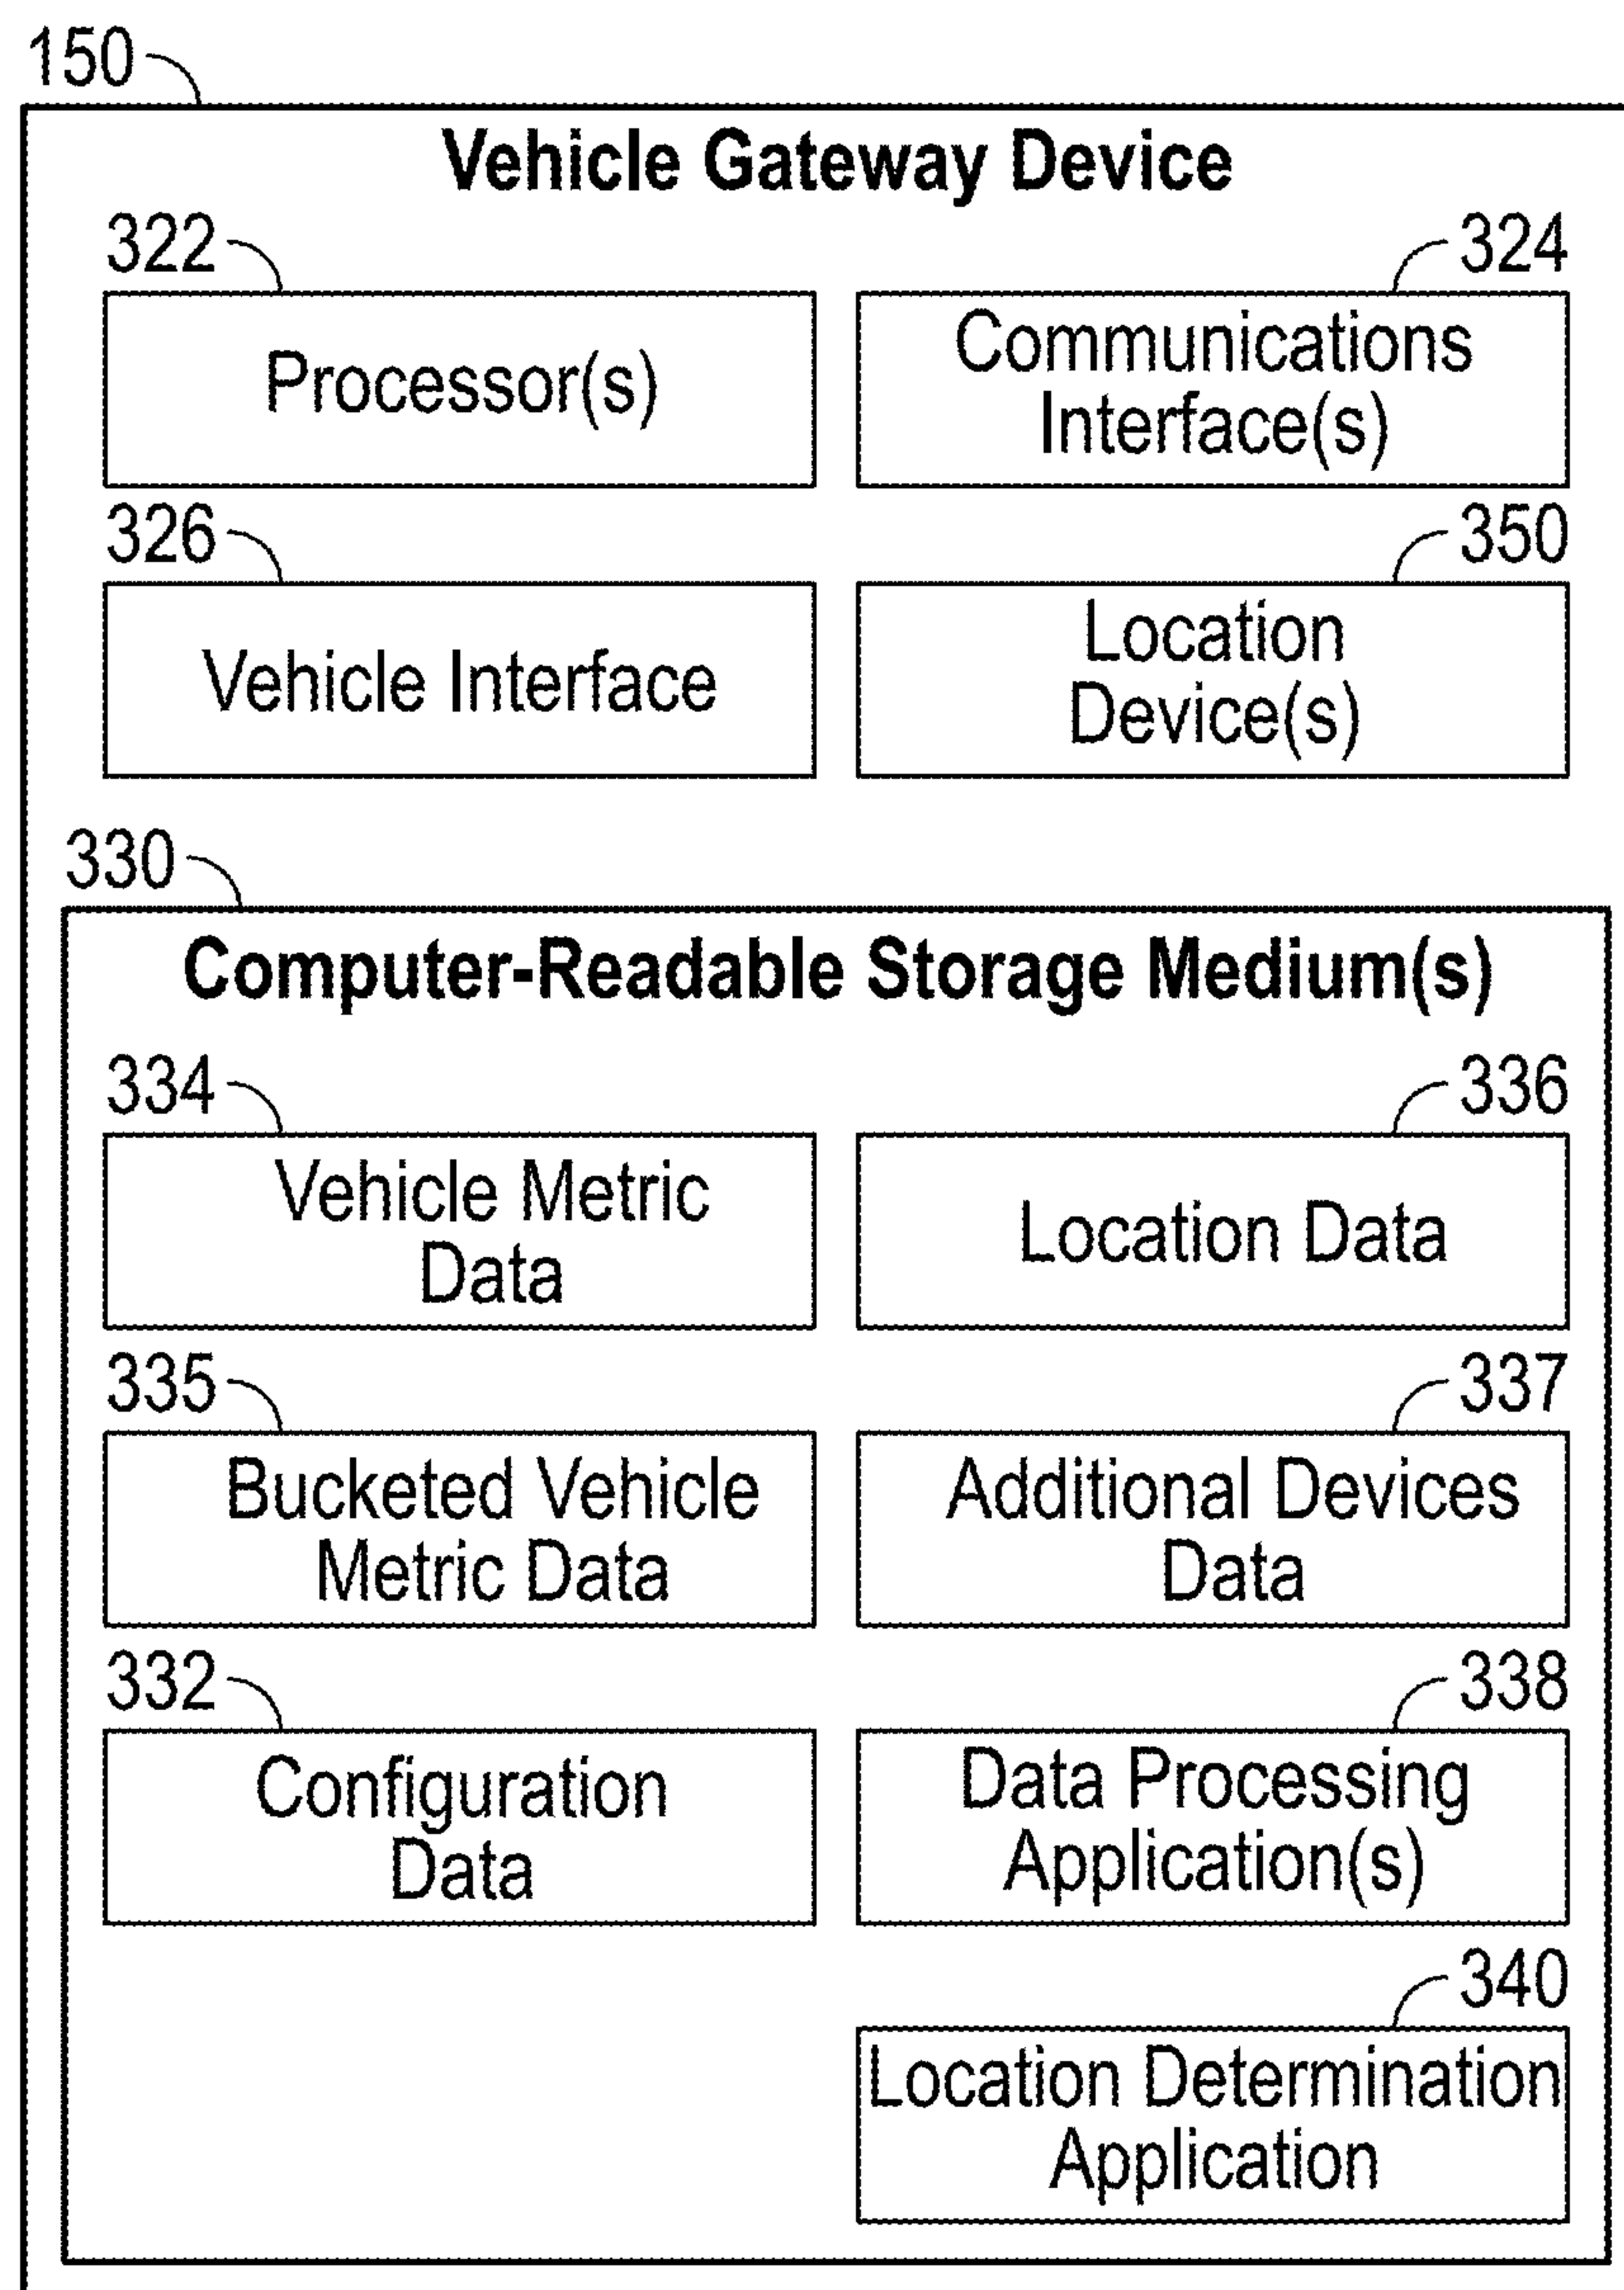 150
Vehicle Gateway Device
322
324
Processor(s)
Communications
Interface(s)
326
350
Vehicle Interface
Location
Device(s)
330
Computer-Readable Storage Medium(s)
334
336
Vehicle Metric
Data
Location Data
335
337
Bucketed Vehicle
Metric Data
Additional Devices
Data
332
338
Configuration
Data
Data Processing
Application(s)
340
Location Determination
Application